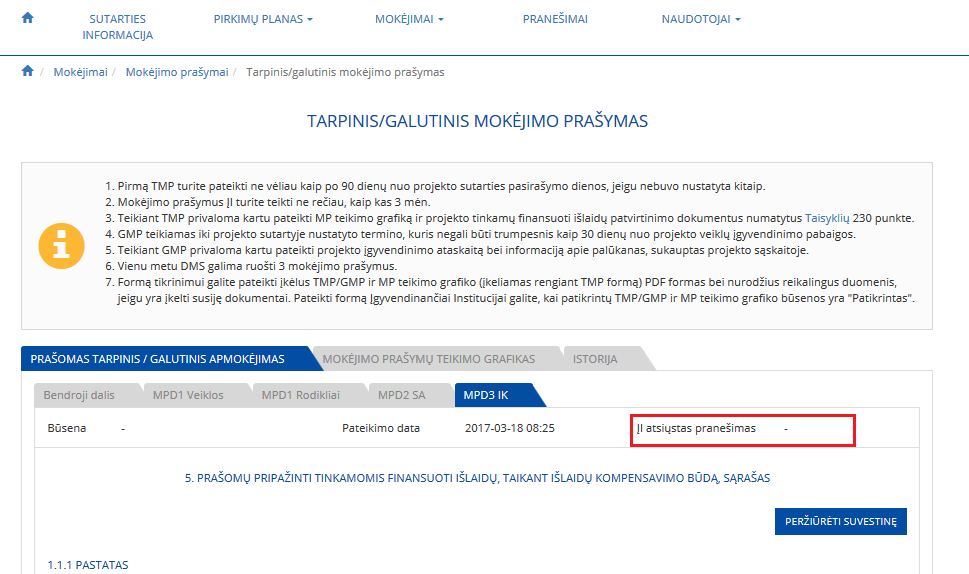 SUTARTIES INFORMACIJA
PIRKIMŲ PLANAS
MOKĖJIMAI
PRANEŠIMAI
NAUDOTOJAI
/ Mokėjimai / Mokėjimo prašymai / Tarpinis/galutinis mokėjimo prašymas
TARPINIS/GALUTINIS MOKĖJIMO PRAŠYMAS
1. Pirmą TMP turite pateikti ne vėliau kaip po 90 dienų nuo projekto sutarties pasirašymo dienos, jeigu nebuvo nustatyta kitaip.
2. Mokėjimo prašymus ĮI turite teikti ne rečiau, kaip kas 3 mėn.
3. Teikiant TMP privaloma kartu pateikti MP teikimo grafiką ir projekto tinkamų finansuoti išlaidų patvirtinimo dokumentus numatytus Taisyklių 230 punkte.
4. GMP teikiamas iki projekto sutartyje nustatyto termino, kuris negali būti trumpesnis kaip 30 dienų nuo projekto veiklų įgyvendinimo pabaigos.
5. Teikiant GMP privaloma kartu pateikti projekto įgyvendinimo ataskaitą bei informaciją apie palūkanas, sukauptas projekto sąskaitoje.
6. Vienu metu DMS galima ruošti 3 mokėjimo prašymus.
7. Formą tikrinimui galite pateikti įkėlus TMP/GMP ir MP teikimo grafiko (įkeliamas rengiant TMP formą) PDF formas bei nurodžius reikalingus duomenis,
jeigu yra įkelti susiję dokumentai. Pateikti formą Įgyvendinančiai Institucijai galite, kai patikrintų TMP/GMP ir MP teikimo grafiko būsenos yra "Patikrintas".
PRAŠOMAS TARPINIS / GALUTINIS APMOKĖJIMAS
MOKĖJIMO PRAŠYMŲ TEIKIMO GRAFIKAS
ISTORIJA
Bendroji dalis
MPD1 Veiklos
MPD1 Rodikliai
MPD2 SA
MPD3 IK
Būsena -
Pateikimo data 2017-03-18 08:25
ĮI atsiųstas pranešimas -
5. PRAŠOMŲ PRIPAŽINTI TINKAMOMIS FINANSUOTI IŠLAIDŲ, TAIKANT IŠLAIDŲ KOMPENSAVIMO BŪDĄ, SĄRAŠAS
PERŽIŪRĖTI SUVESTINĘ
1.1.1 PASTATAS